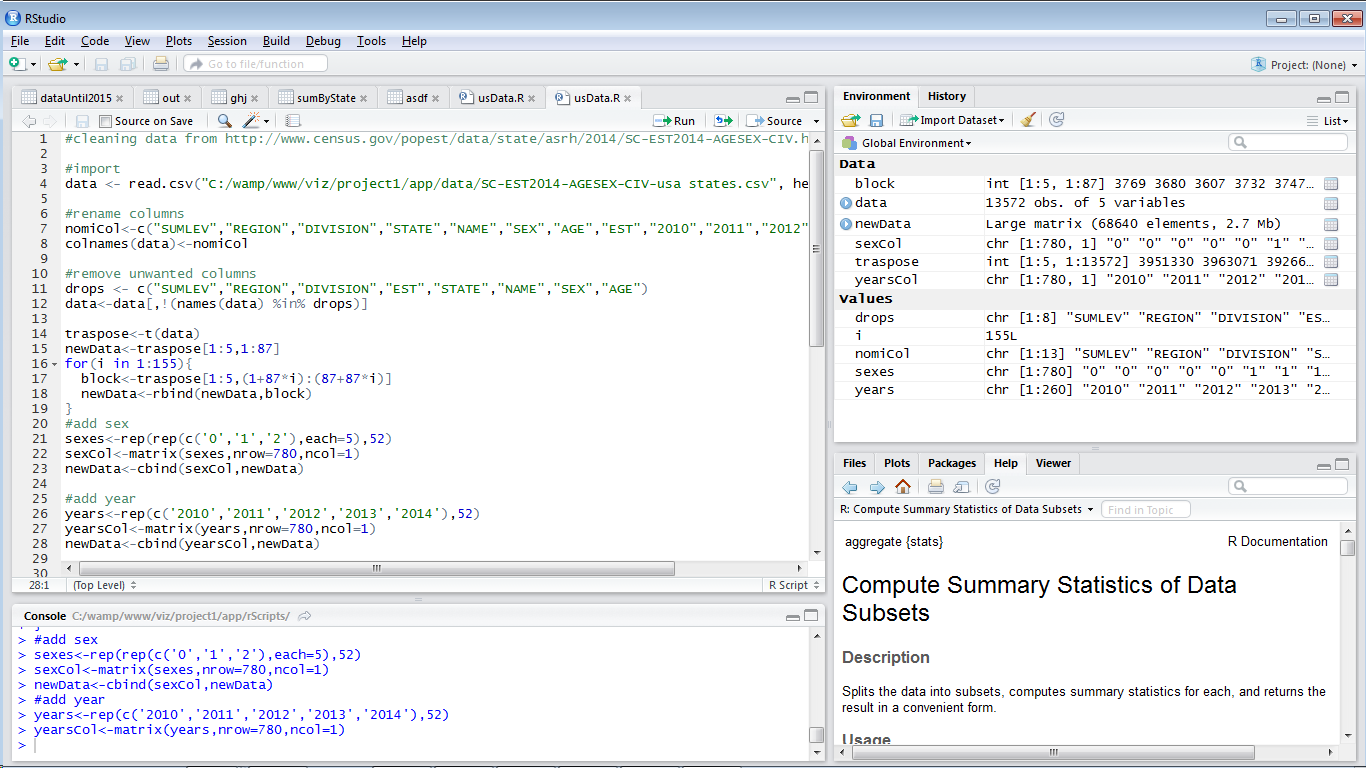 RStudio
File Edit Code View Plots Session Build Debug Tools Help
Go to file/function
Project: (None)
dataUntil2015 out ghj sumByState asdf usData.R usData.R
Source on Save Run Source
1 #cleaning data from http://www.census.gov/popest/data/state/asrh/2014/SC-EST2014-AGESEX-CIV.h
2
3 #import
4 data <- read.csv("C:/wamp/www/viz/project1/app/data/SC-EST2014-AGESEX-CIV-usa states.csv", he
5
6 #rename columns
7 nomiCol<-c("SUMLEV","REGION","DIVISION","STATE","NAME","SEX","AGE","EST","2010","2011","2012"
8 colnames(data)<-nomiCol
9
10 #remove unwanted columns
11 drops <- c("SUMLEV","REGION","DIVISION","EST","STATE","NAME","SEX","AGE")
12 data<-data[,!(names(data) %in% drops)]
13
14 traspose<-t(data)
15 newData<-traspose[1:5,1:87]
16 for(i in 1:155){
17 block<-traspose[1:5,(1+87*i):(87+87*i)]
18 newData<-rbind(newData,block)
19 }
20 #add sex
21 sexes<-rep(rep(c('0','1','2'),each=5),52)
22 sexCol<-matrix(sexes,nrow=780,ncol=1)
23 newData<-cbind(sexCol,newData)
24
25 #add year
26 years<-rep(c('2010','2011','2012','2013','2014'),52)
27 yearsCol<-matrix(years,nrow=780,ncol=1)
28 newData<-cbind(yearsCol,newData)
29
30
28:1 (Top Level) R Script
Console C:/wamp/www/viz/project1/app/rScripts/
> #add sex
> sexes<-rep(rep(c('0','1','2'),each=5),52)
> sexCol<-matrix(sexes,nrow=780,ncol=1)
> newData<-cbind(sexCol,newData)
> #add year
> years<-rep(c('2010','2011','2012','2013','2014'),52)
> yearsCol<-matrix(years,nrow=780,ncol=1)
>
Environment History
Import Dataset List
Global Environment
Data
block int [1:5, 1:87] 3769 3680 3607 3732 3747...
data 13572 obs. of 5 variables
newData Large matrix (68640 elements, 2.7 Mb)
sexCol chr [1:780, 1] "0" "0" "0" "0" "0" "1" "...
traspose int [1:5, 1:13572] 3951330 3963071 39266...
yearsCol chr [1:780, 1] "2010" "2011" "2012" "201...
Values
drops chr [1:8] "SUMLEV" "REGION" "DIVISION" "ES...
i 155L
nomiCol chr [1:13] "SUMLEV" "REGION" "DIVISION" "S...
sexes chr [1:780] "0" "0" "0" "0" "0" "1" "1" "1...
years chr [1:260] "2010" "2011" "2012" "2013" "2...
Files Plots Packages Help Viewer
R: Compute Summary Statistics of Data Subsets Find in Topic
aggregate {stats} R Documentation
Compute Summary Statistics of Data
Subsets
Description
Splits the data into subsets, computes summary statistics for each, and returns the
result in a convenient form.
Usage